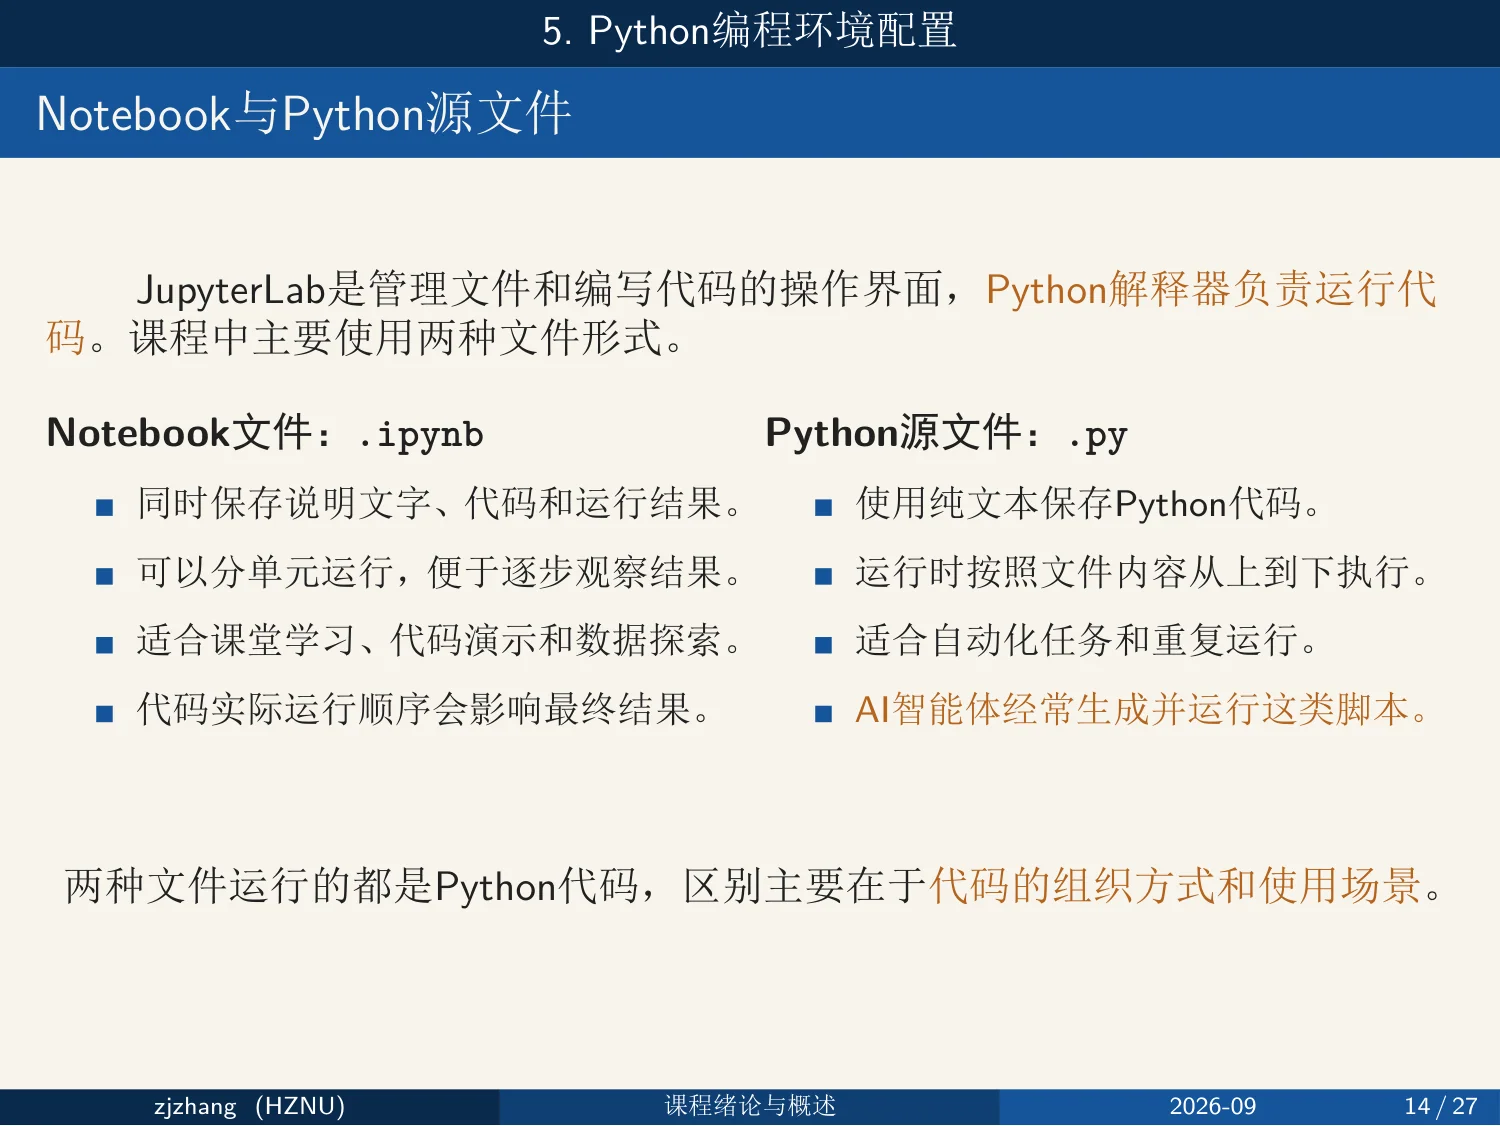 5. Python编程环境配置
Notebook与Python源文件
JupyterLab是管理文件和编写代码的操作界面，Python解释器负责运行代
码。课程中主要使用两种文件形式。
Notebook文件：.ipynb
■ 同时保存说明文字、代码和运行结果。
■ 可以分单元运行，便于逐步观察结果。
■ 适合课堂学习、代码演示和数据探索。
■ 代码实际运行顺序会影响最终结果。
Python源文件：.py
■ 使用纯文本保存Python代码。
■ 运行时按照文件内容从上到下执行。
■ 适合自动化任务和重复运行。
■ AI智能体经常生成并运行这类脚本。
两种文件运行的都是Python代码，区别主要在于代码的组织方式和使用场景。
zjzhang (HZNU) 课程绪论与概述 2026-09 14 / 27